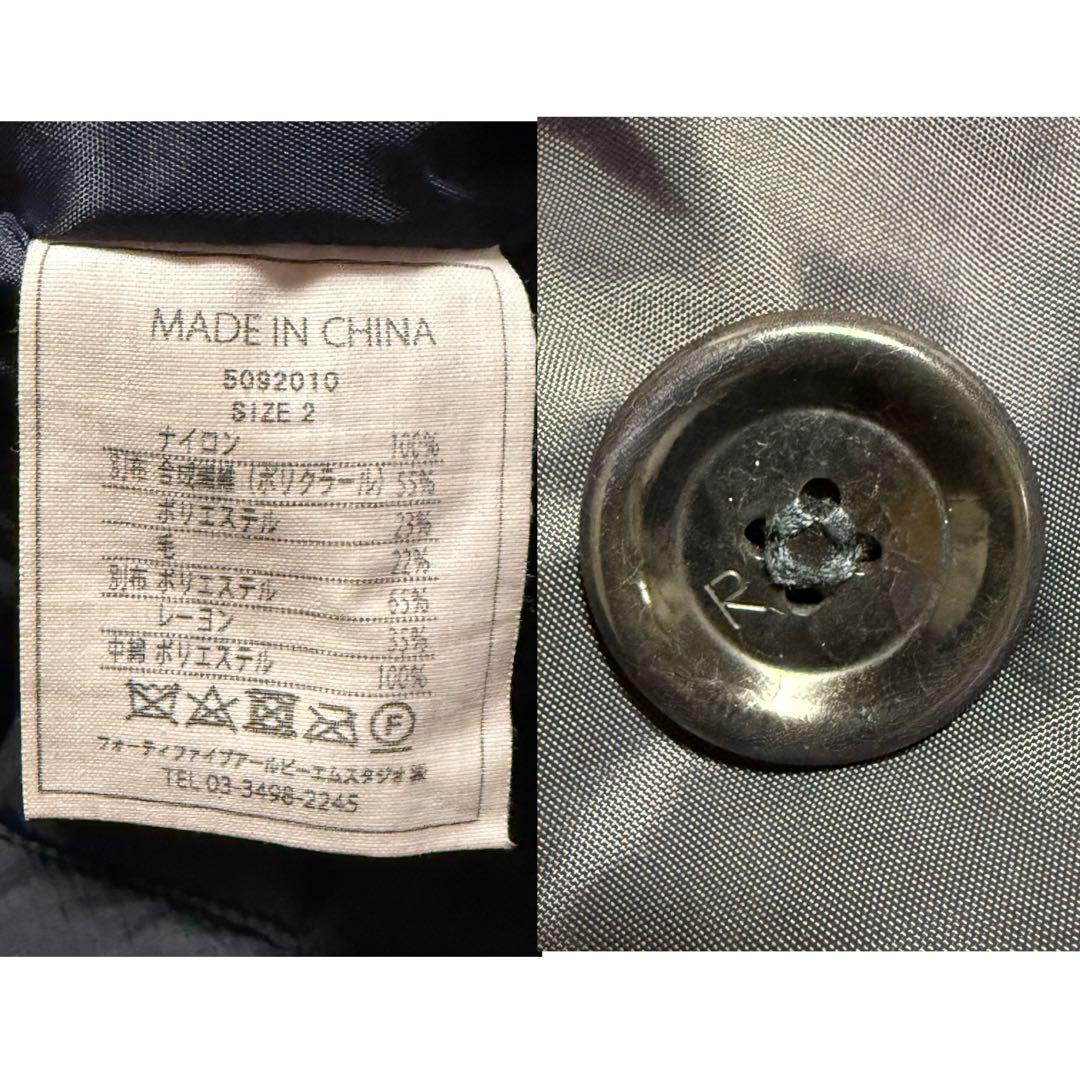 MADE IN CHINA
5092010
SIZE 2
ナイロン 100%
別布 合成繊維 (ポリクラール) 55%
ポリエステル 23%
毛 22%
別布 ポリエステル 65%
レーヨン 35%
中綿 ポリエステル 100%
F
フォーティファイブアールピーエムスタジオ㈱
TEL 03-3498-2245
R